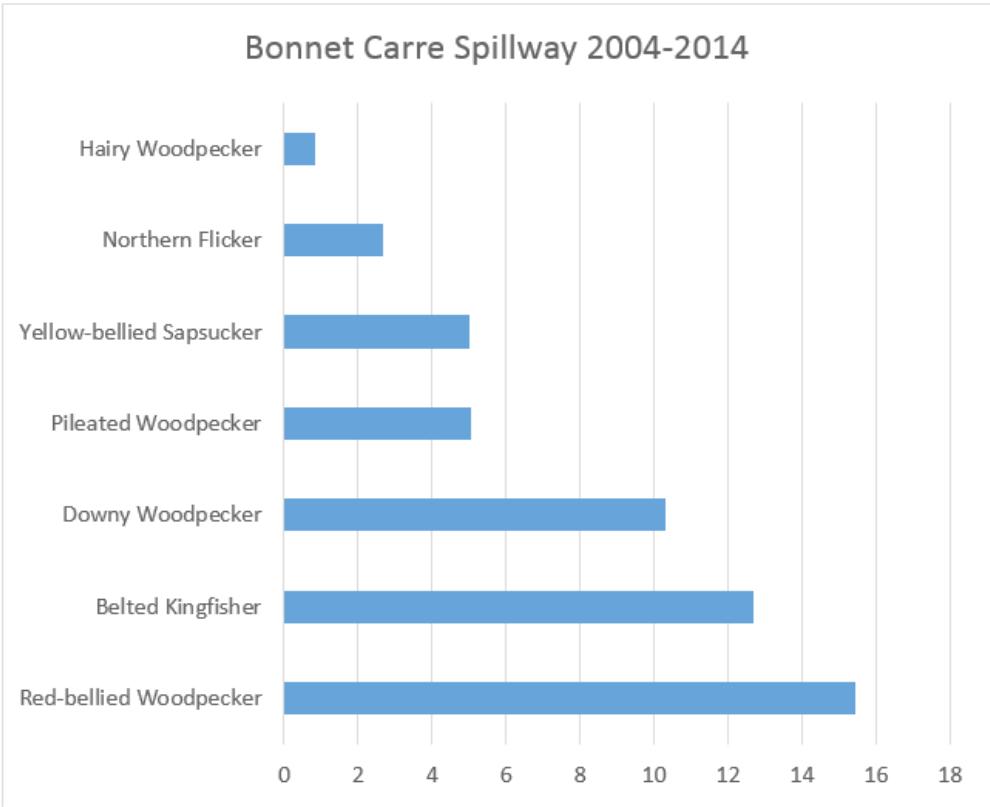 Bonnet Carre Spillway 2004-2014
Hairy Woodpecker
Northern Flicker
Yellow-bellied Sapsucker
Pileated Woodpecker
Downy Woodpecker
Belted Kingfisher
Red-bellied Woodpecker
0 2 4 6 8 10 12 14 16 18